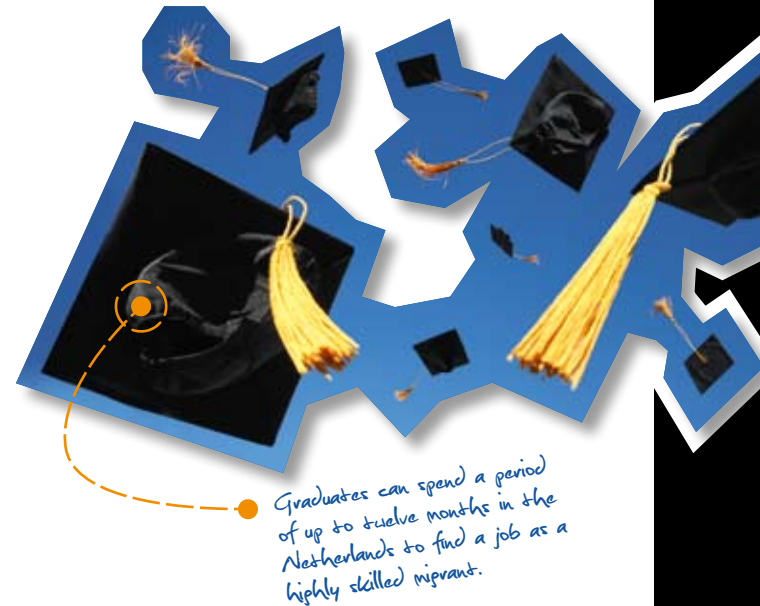 Graduates can spend a period
of up to twelve months in the
Netherlands to find a job as a
highly skilled migrant.